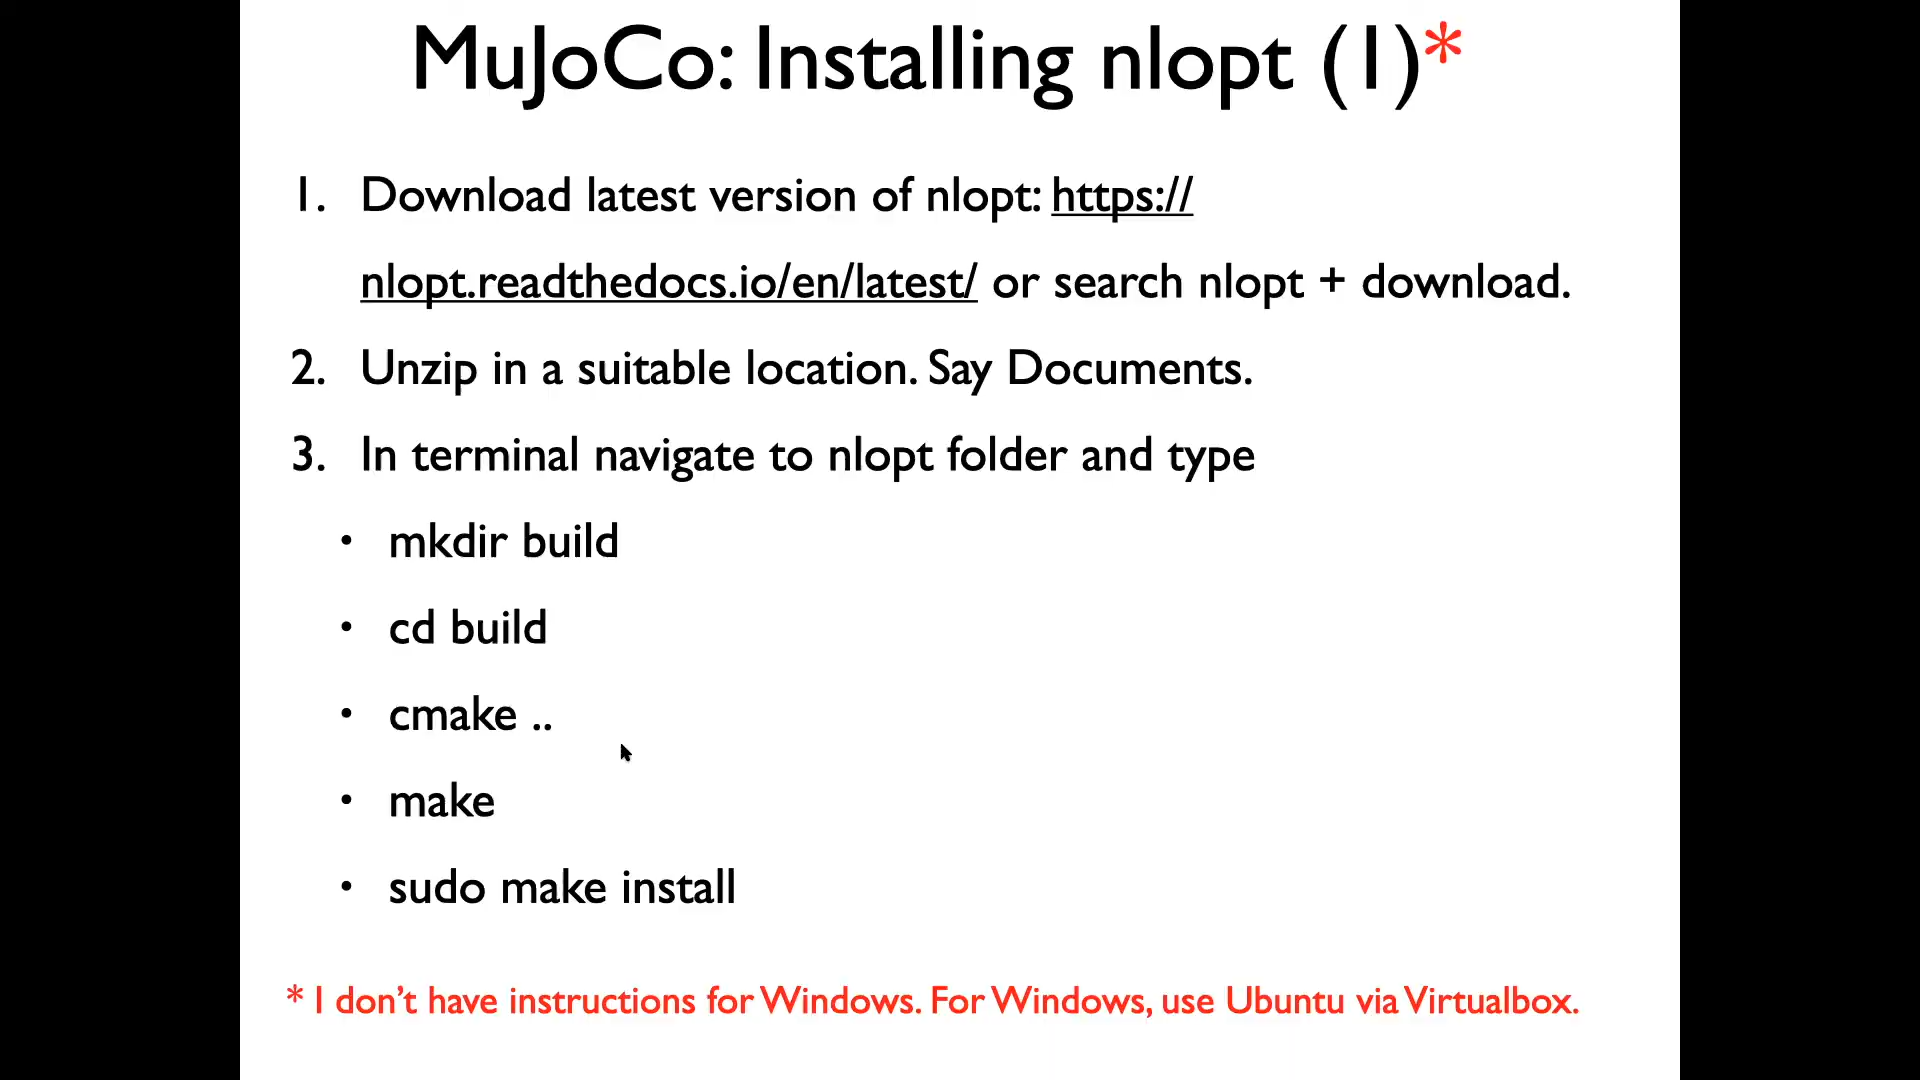 MuJoCo: Installing nlopt (1)*
1. Download latest version of nlopt: https://
nlopt.readthedocs.io/en/latest/ or search nlopt + download.
2. Unzip in a suitable location. Say Documents.
3. In terminal navigate to nlopt folder and type
• mkdir build
• cd build
• cmake ..
• make
• sudo make install
* I don’t have instructions for Windows. For Windows, use Ubuntu via Virtualbox.